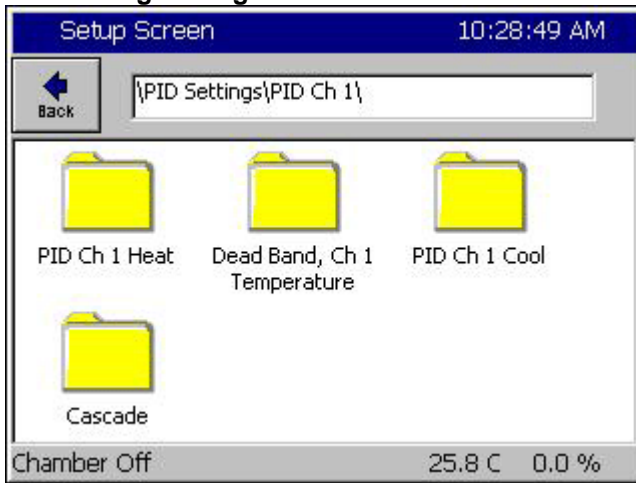 Setup Screen 10:28:49 AM
Back
\PID Settings\PID Ch 1\
PID Ch 1 Heat
Dead Band, Ch 1
Temperature
PID Ch 1 Cool
Cascade
Chamber Off 25.8 C 0.0 %